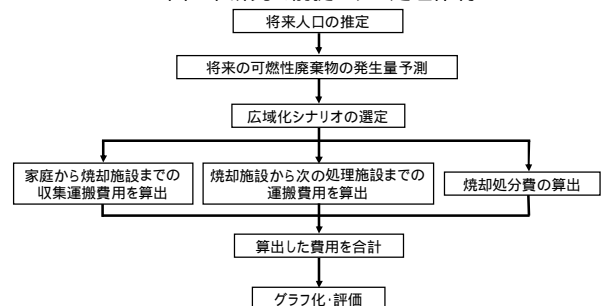 将来人口の推定
将来の可燃性廃棄物の発生量予測
広域化シナリオの選定
家庭から焼却施設までの
収集運搬費用を算出
焼却施設から次の処理施設までの
運搬費用を算出
焼却処分費の算出
算出した費用を合計
グラフ化・評価